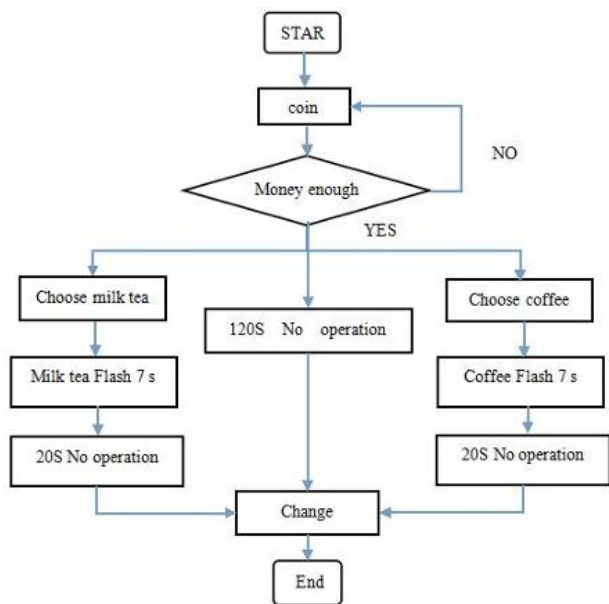 STAR
coin
NO
Money enough
YES
Choose milk tea
Choose coffee
120S No operation
Milk tea Flash 7 s
Coffee Flash 7 s
20S No operation
20S No operation
Change
End